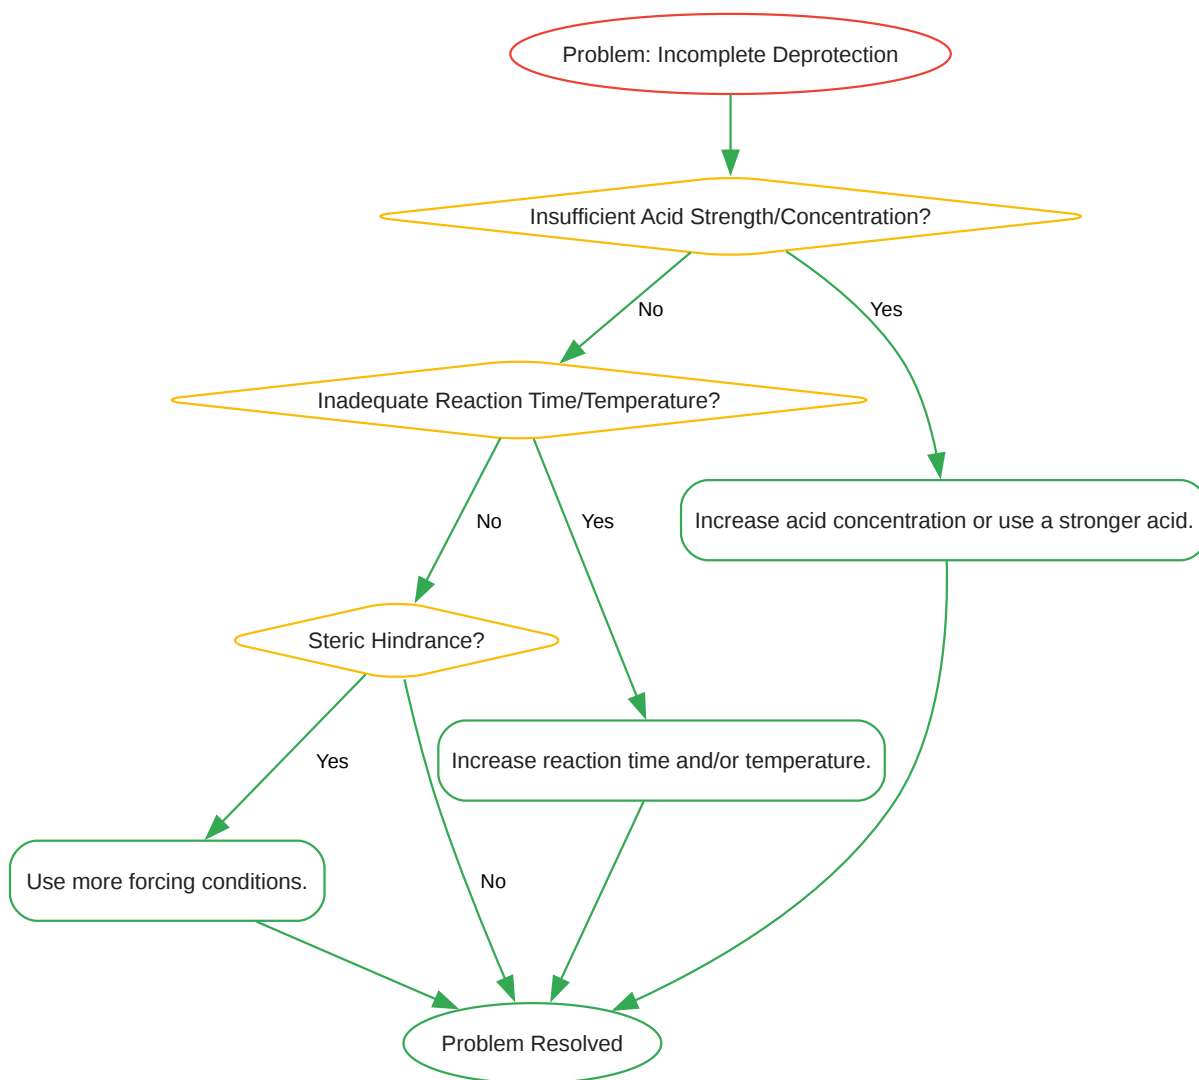 Problem: Incomplete Deprotection
Insufficient Acid Strength/Concentration?
No
Yes
Inadequate Reaction Time/Temperature?
No
Yes
Increase acid concentration or use a stronger acid.
Steric Hindrance?
Yes
Increase reaction time and/or temperature.
Use more forcing conditions.
No
Problem Resolved